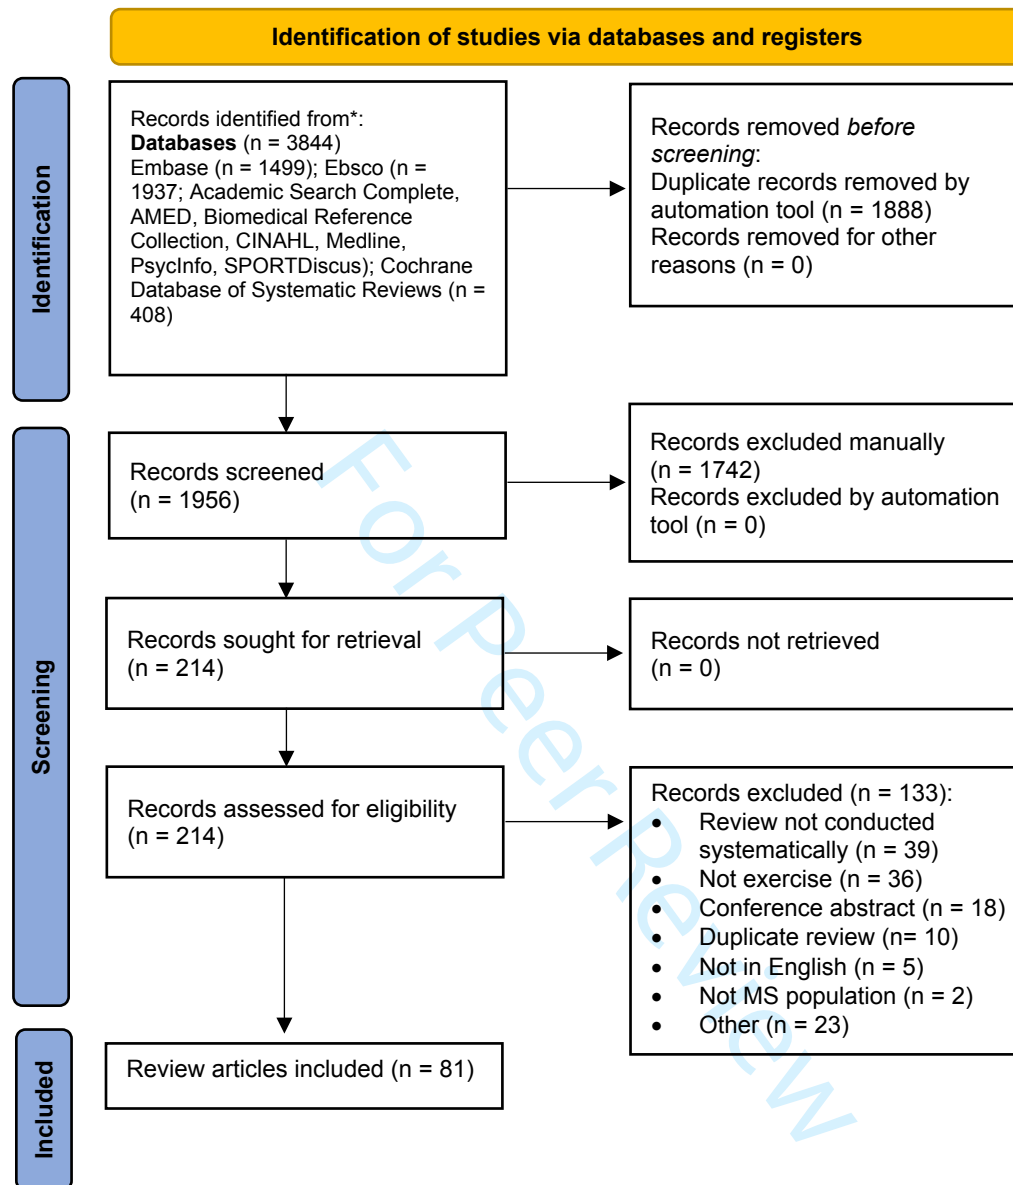 Identification of studies via databases and registers
Identification
Records identified from*:
Databases (n = 3844)
Embase (n = 1499); Ebsco (n =
1937; Academic Search Complete,
AMED, Biomedical Reference
Collection, CINAHL, Medline,
PsycInfo, SPORTDiscus); Cochrane
Database of Systematic Reviews (n =
408)
Records removed before
screening:
Duplicate records removed by
automation tool (n = 1888)
Records removed for other
reasons (n = 0)
Screening
Records screened
(n = 1956)
Records excluded manually
(n = 1742)
Records excluded by automation
tool (n = 0)
Records sought for retrieval
(n = 214)
Records not retrieved
(n = 0)
Records assessed for eligibility
(n = 214)
Records excluded (n = 133):
• Review not conducted
systematically (n = 39)
• Not exercise (n = 36)
• Conference abstract (n = 18)
• Duplicate review (n= 10)
• Not in English (n = 5)
• Not MS population (n = 2)
• Other (n = 23)
Included
Review articles included (n = 81)
For Peer Review